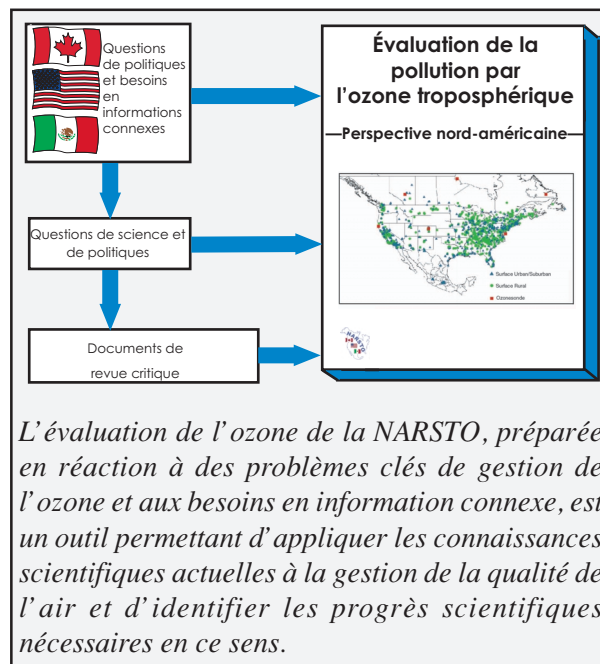 Questions
de politiques
et besoins
en
informations
connexes
Questions de science et
de politiques
Documents de
revue critique
Évaluation de la
pollution par
l'ozone troposphérique
—Perspective nord-américaine—
Surface Urban/Suburban
Surface Rural
Ozonesonde
NARSTO
L'évaluation de l'ozone de la NARSTO, préparée
en réaction à des problèmes clés de gestion de
l'ozone et aux besoins en information connexe, est
un outil permettant d'appliquer les connaissances
scientifiques actuelles à la gestion de la qualité de
l'air et d'identifier les progrès scientifiques
nécessaires en ce sens.